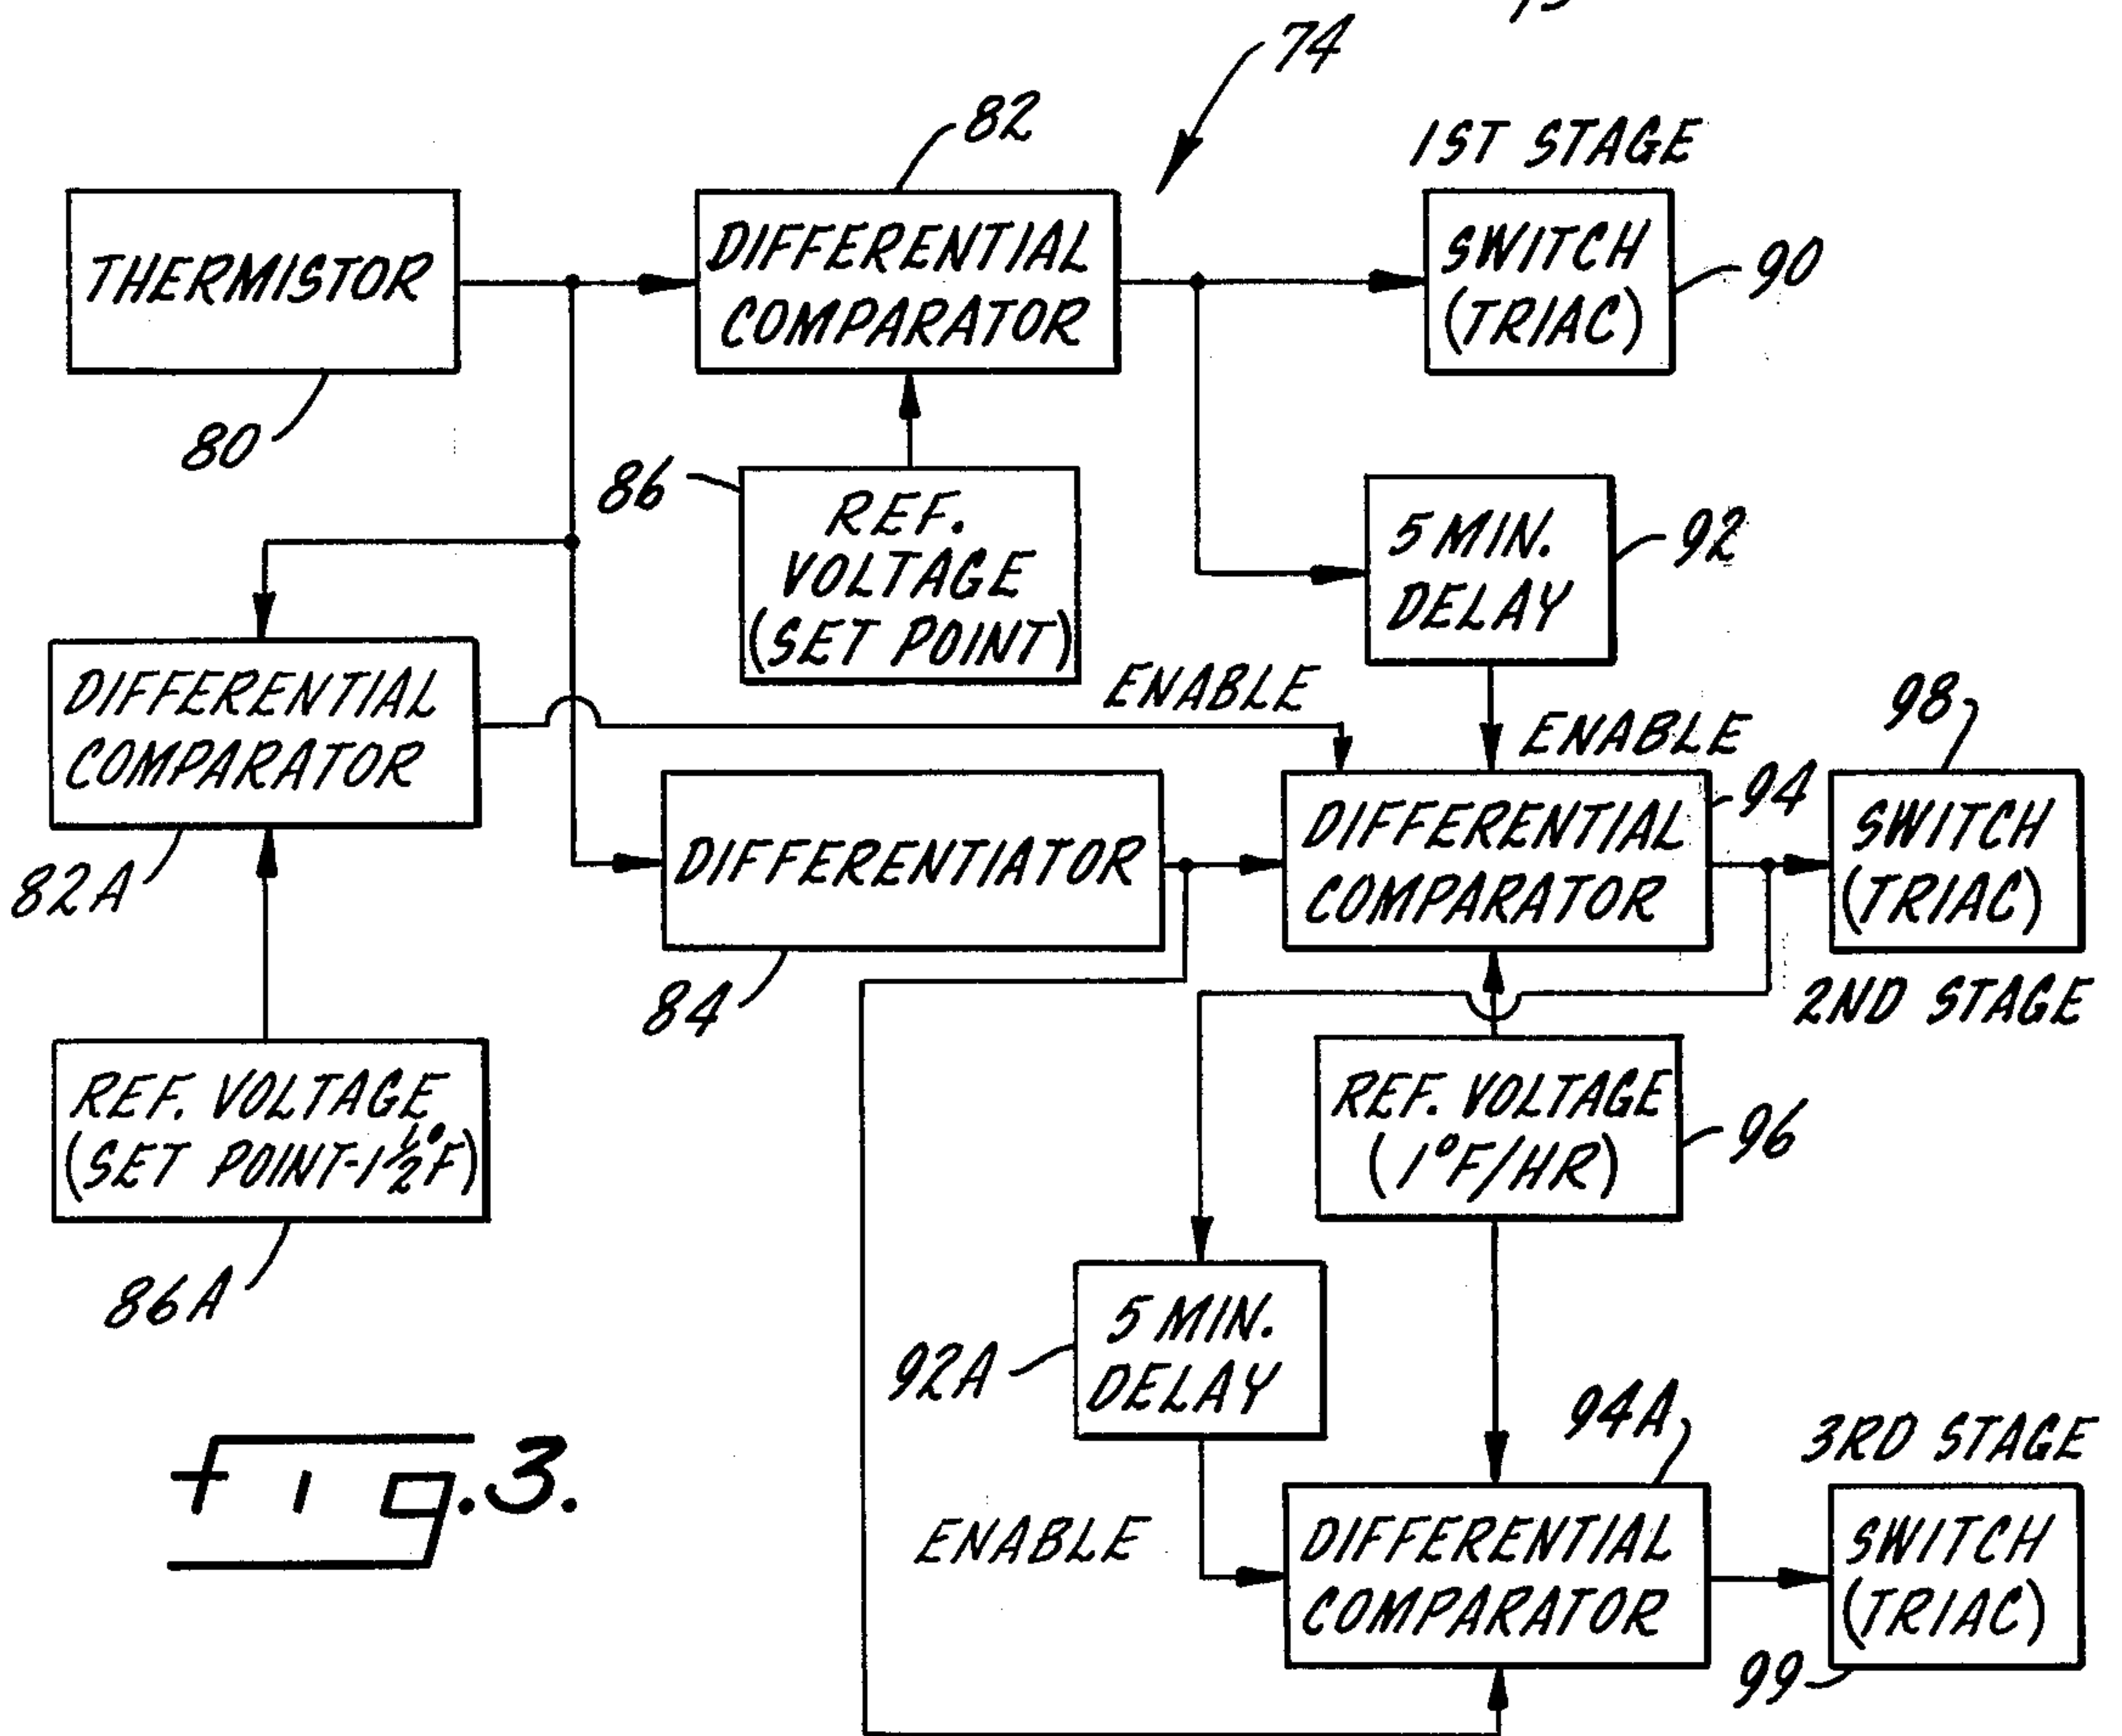 74
82
1ST STAGE
THERMISTOR
DIFFERENTIAL
COMPARATOR
SWITCH
(TRIAC)
90
80
86
REF.
VOLTAGE
(SET POINT)
5 MIN.
DELAY
92
DIFFERENTIAL
COMPARATOR
82A
ENABLE
ENABLE
98
DIFFERENTIATOR
84
DIFFERENTIAL
COMPARATOR
94
SWITCH
(TRIAC)
2ND STAGE
REF. VOLTAGE
(SET POINT-1½°F)
86A
REF. VOLTAGE
(1°F/HR)
96
5 MIN.
DELAY
92A
94A
3RD STAGE
ENABLE
DIFFERENTIAL
COMPARATOR
SWITCH
(TRIAC)
99
Fig. 3.